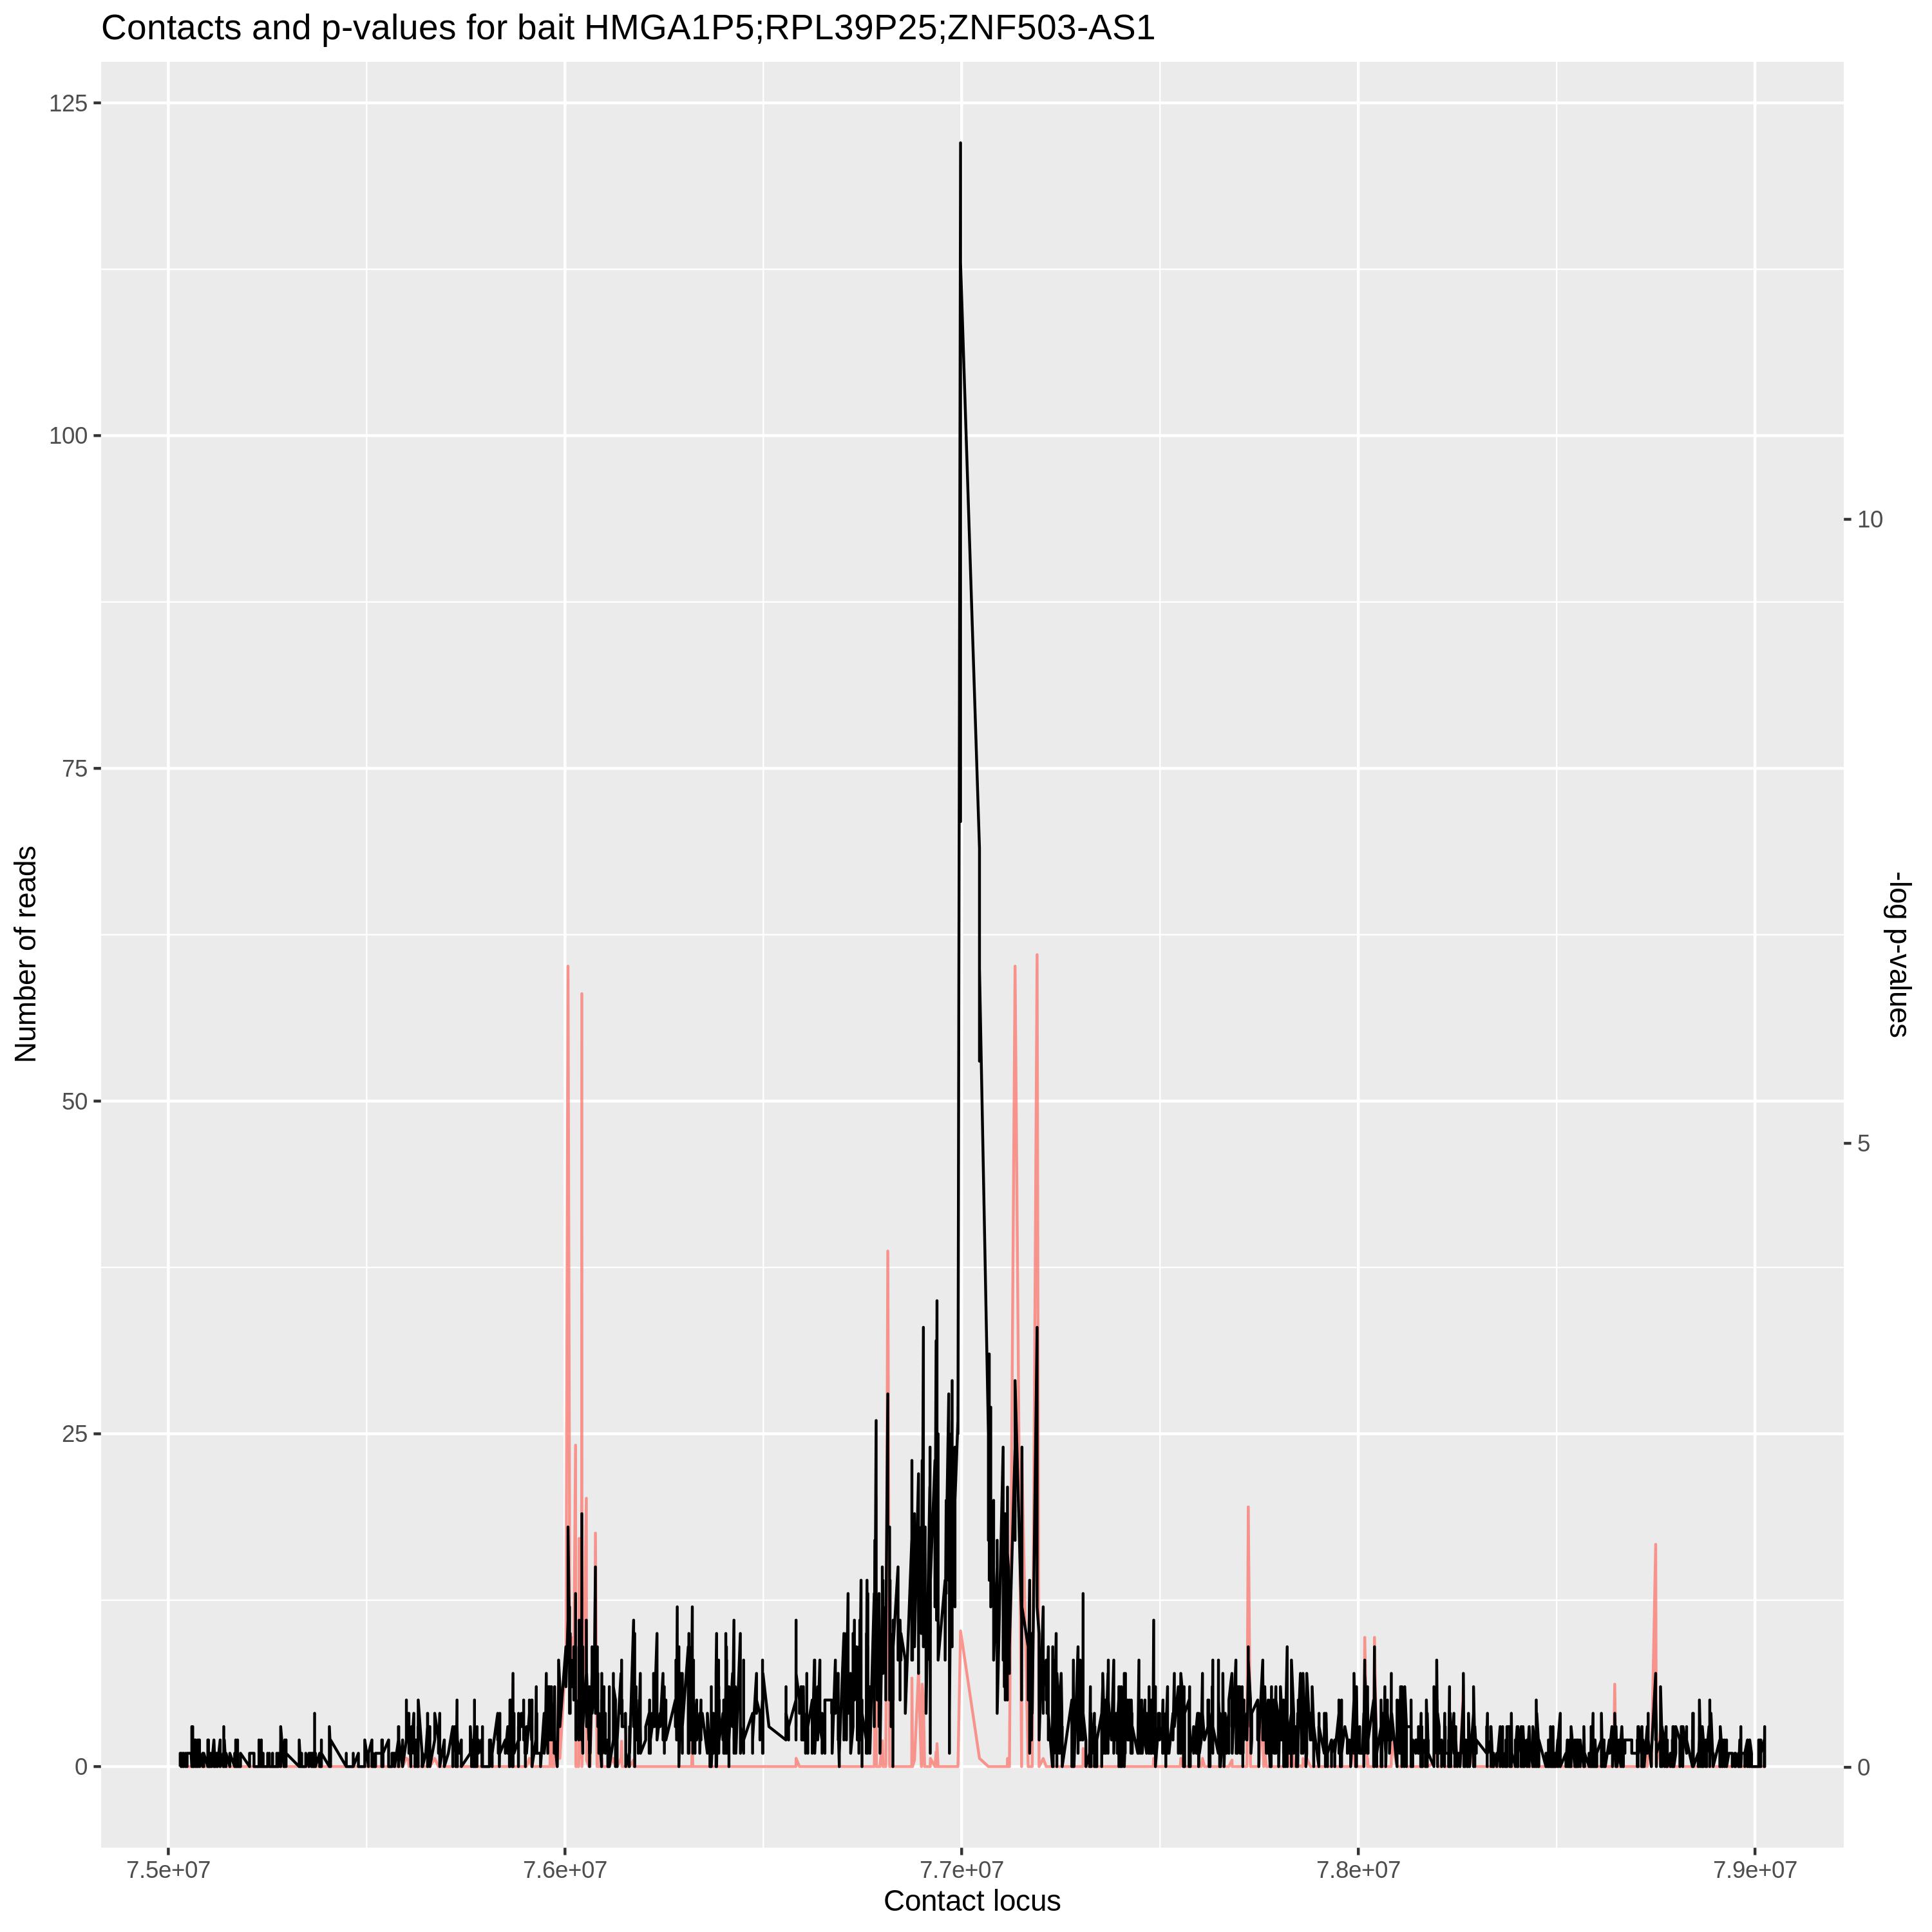 Contacts and p-values for bait HMGA1P5;RPL39P25;ZNF503-AS1
125
100
75
50
25
0
Number of reads
10
5
0
-log p-values
7.5e+07
7.6e+07
7.7e+07
7.8e+07
7.9e+07
Contact locus